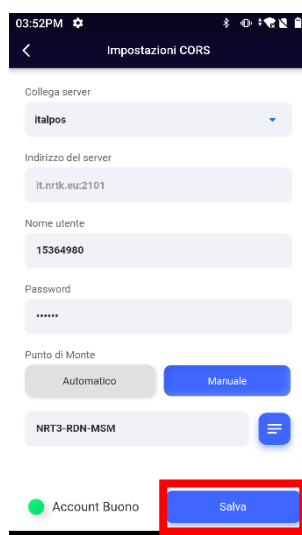 03:52PM
Impostazioni CORS
Collega server
italpos
Indirizzo del server
it.nrtk.eu:2101
Nome utente
15364980
Password
••••••
Punto di Monte
Automatico Manuale
NRT3-RDN-MSM
Account Buono Salva